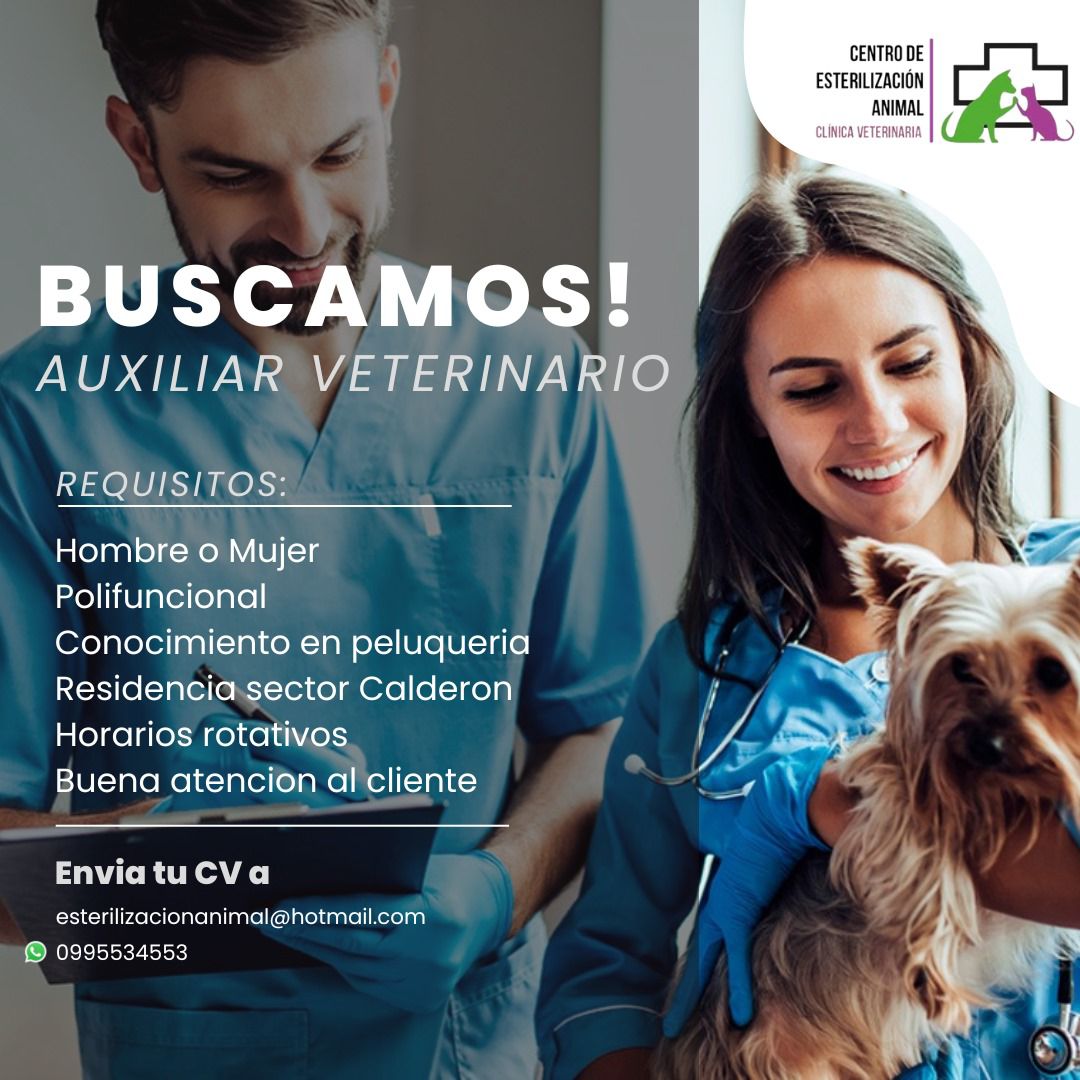 CENTRO DE
ESTERILIZACIÓN
ANIMAL
CLÍNICA VETERINARIA
BUSCAMOS!
AUXILIAR VETERINARIO
REQUISITOS:
Hombre o Mujer
Polifuncional
Conocimiento en peluqueria
Residencia sector Calderon
Horarios rotativos
Buena atencion al cliente
Envia tu CV a
esterilizacionanimal@hotmail.com
0995534553